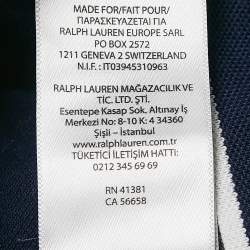 MADE FOR/FAIT POUR/
ΠΑΡΑΣΚΕΥΑΖΕΤΑΙ ΓΙΑ
RALPH LAUREN EUROPE SARL
PO BOX 2572
1211 GENEVA 2 SWITZERLAND
N.I.F. : IT03945310963
RALPH LAUREN MAĞAZACILIK VE
TİC. LTD. ŞTİ.
Esentepe Kasap Sok. Altınay İş
Merkezi No: 8-10 K: 4 34360
Şişli – İstanbul
www.ralphlauren.com.tr
TÜKETİCİ İLETİŞİM HATTI:
0212 345 69 69
RN 41381
CA 56658